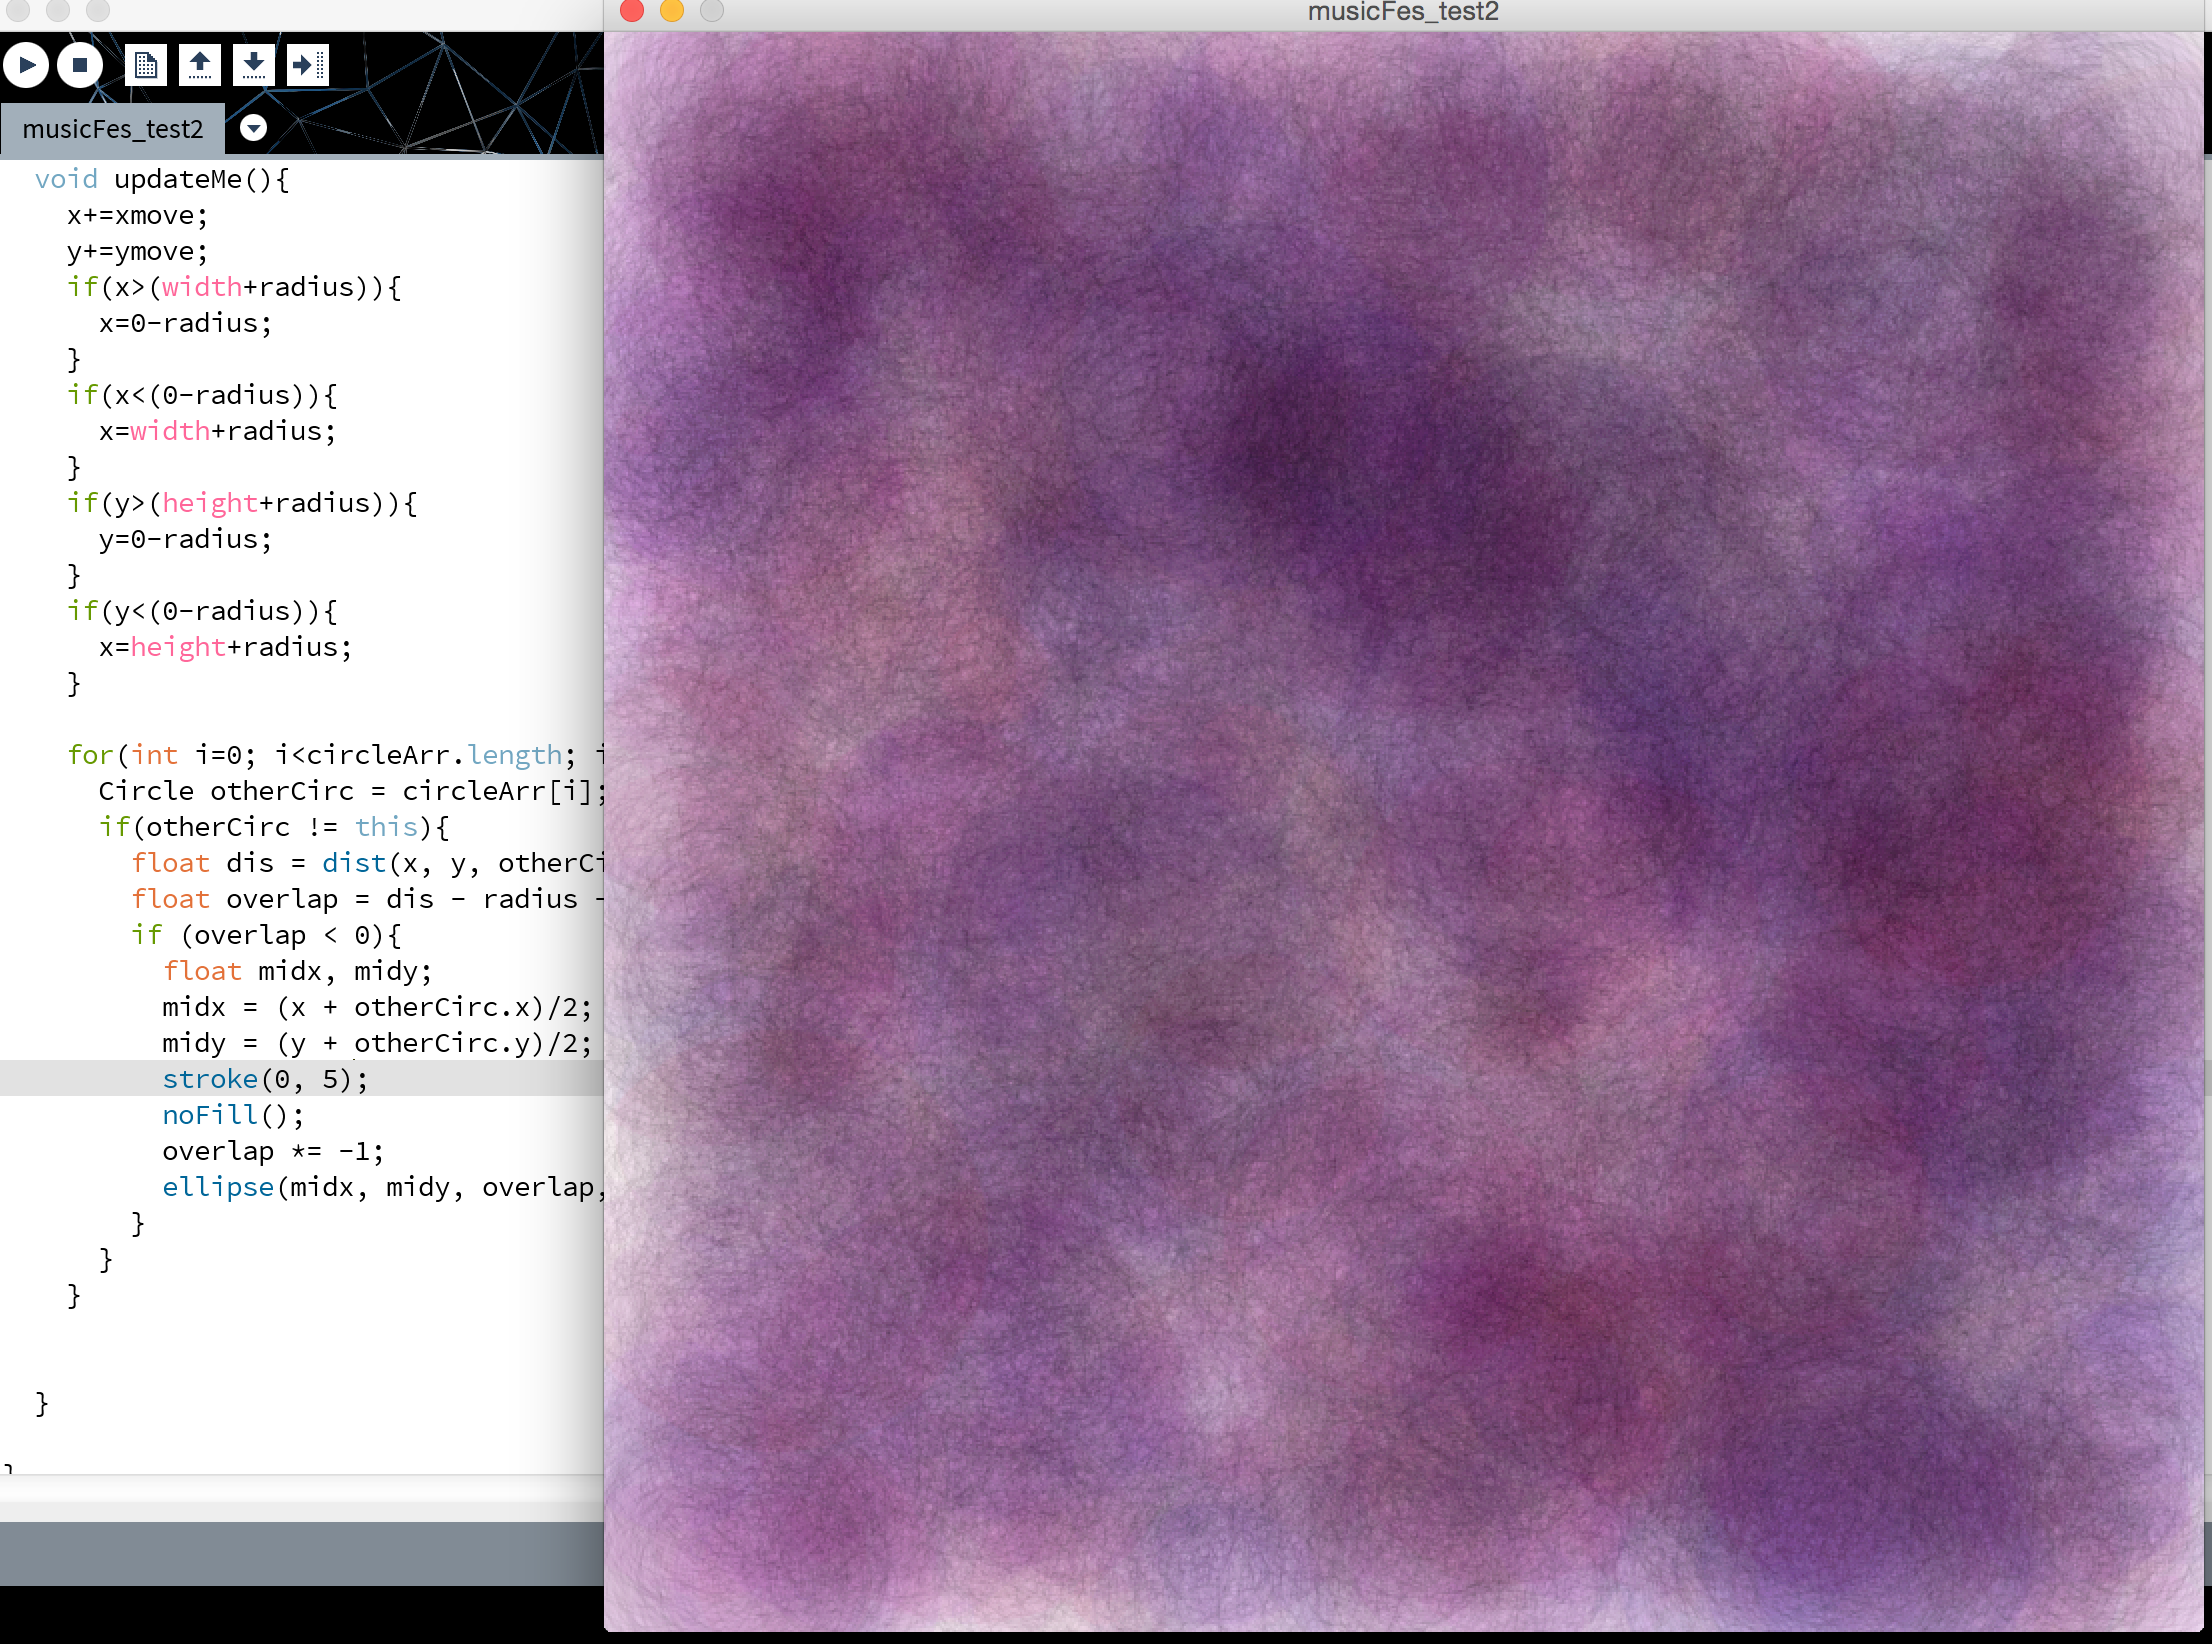 musicFes_test2
musicFes_test2
void updateMe(){
x+=xmove;
y+=ymove;
if(x>(width+radius)){
x=0-radius;
}
if(x<(0-radius)){
x=width+radius;
}
if(y>(height+radius)){
y=0-radius;
}
if(y<(0-radius)){
x=height+radius;
}
for(int i=0; i<circleArr.length; i
Circle otherCirc = circleArr[i];
if(otherCirc != this){
float dis = dist(x, y, otherCi
float overlap = dis - radius -
if (overlap < 0){
float midx, midy;
midx = (x + otherCirc.x)/2;
midy = (y + otherCirc.y)/2;
stroke(0, 5);
noFill();
overlap *= -1;
ellipse(midx, midy, overlap,
}
}
}
}
}